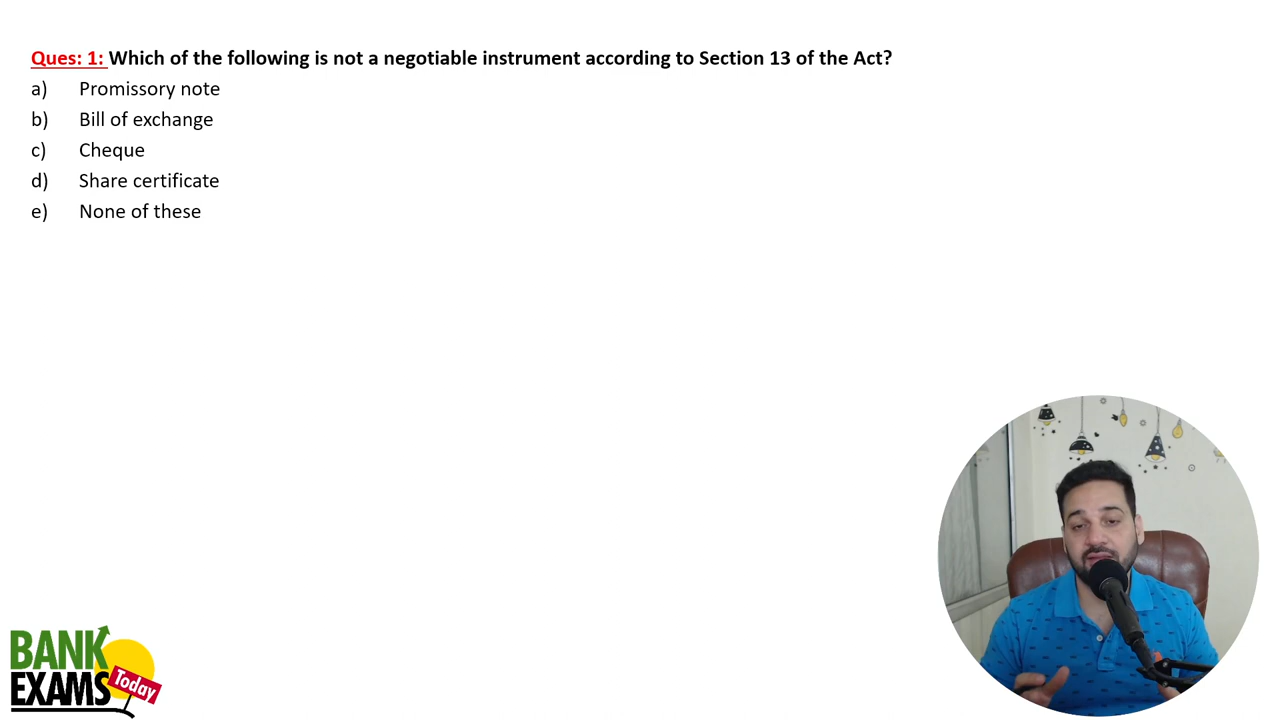 Ques: 1: Which of the following is not a negotiable instrument according to Section 13 of the Act?
a) Promissory note
b) Bill of exchange
c) Cheque
d) Share certificate
e) None of these
BANK
EXAMS
Today